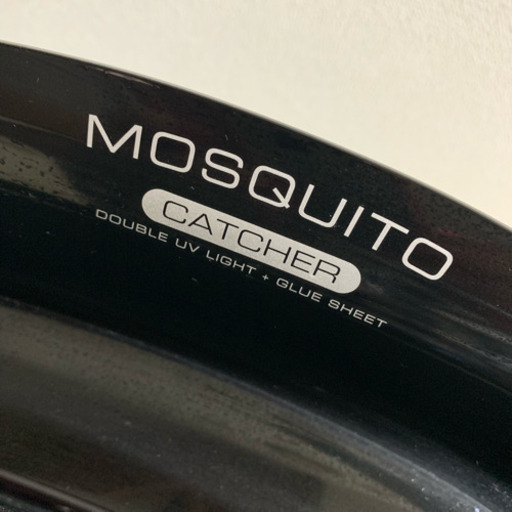 MOSQUITO
CATCHER
DOUBLE UV LIGHT + GLUE SHEET